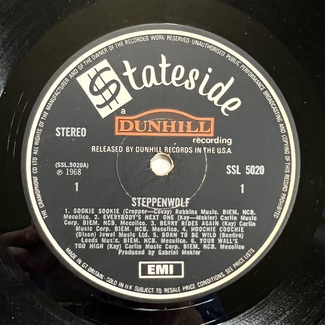 THE GRAMOPHONE CO LTD. ALL RIGHTS OF THE MANUFACTURER AND OF THE OWNER OF THE RECORDED WORK RESERVED UNAUTHORISED PUBLIC PERFORMANCE BROADCASTING AND COPYING OF THIS RECORD PROHIBITED
$tateside
a
DUNHILL
recording
RELEASED BY DUNHILL RECORDS IN THE U.S.A.
STEREO
(SSL.5020A)
℗ 1968
1
SSL 5020
1
STEPPENWOLF
1. SOOKIE SOOKIE (Cropper-Covay) Robbins Music. BIEM. NCB.
Mecolico. 2. EVERYBODY'S NEXT ONE (Kay-Mekler) Carlin Music
Corp. BIEM. NCB. Mecolico. 3. BERRY RIDES AGAIN (Kay) Carlin
Music Corp. BIEM. NCB. Mecolico. 4. HOOCHIE COOCHIE
(Dixon) Jewel Music Ltd. 5. BORN TO BE WILD (Bonfire)
Leeds Music. BIEM. NCB. Mecolico. 6. YOUR WALL'S
TOO HIGH (Kay) Carlin Music Corp. BIEM. NCB. Mecolico.
Produced by Gabriel Mekler
EMI
MADE IN GT BRITAIN. SOLD IN U.K. SUBJECT TO RESALE PRICE CONDITIONS, SEE PRICE LISTS